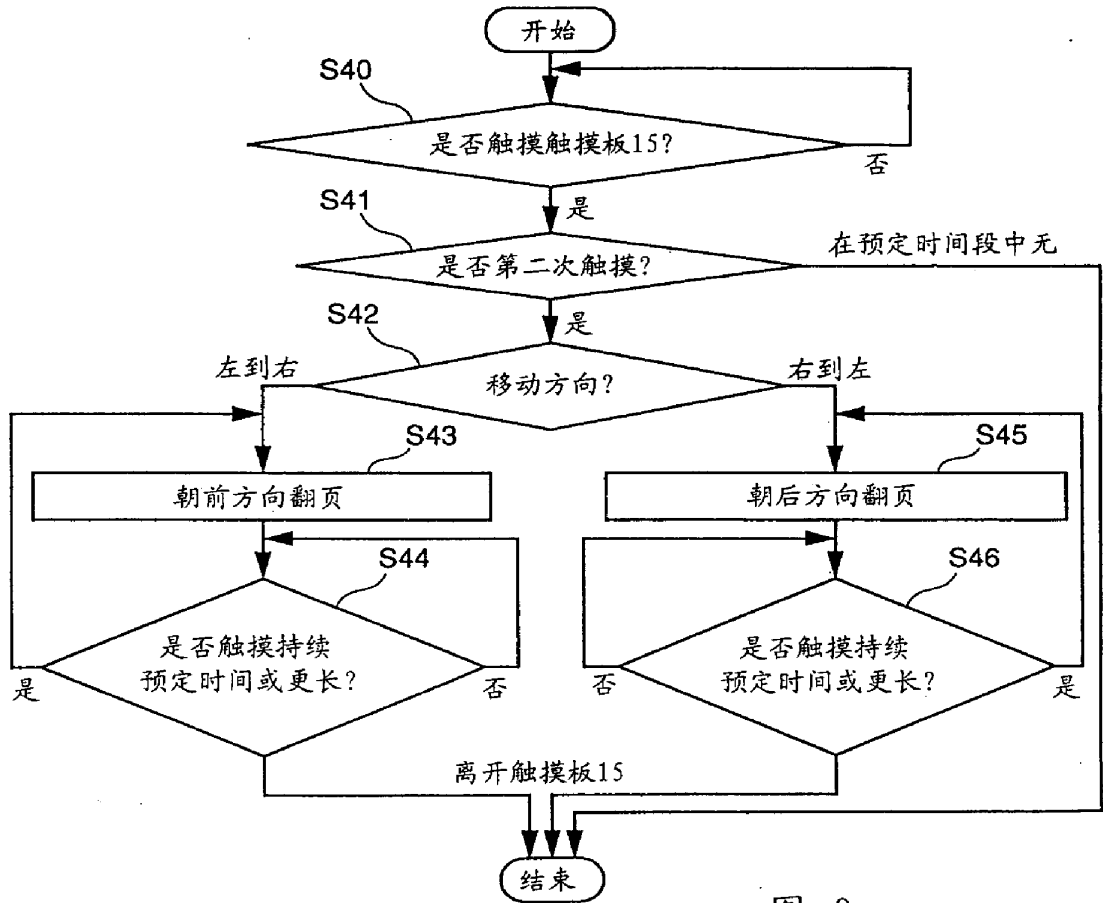 开始
S40
是否触摸触摸板15?
否
S41
是
是否第二次触摸?
在预定时间段中无
S42
是
左到右
移动方向?
右到左
S43
S45
朝前方向翻页
朝后方向翻页
S44
S46
是否触摸持续
预定时间或更长?
是
否
是否触摸持续
预定时间或更长?
否
是
离开触摸板15
结束
图